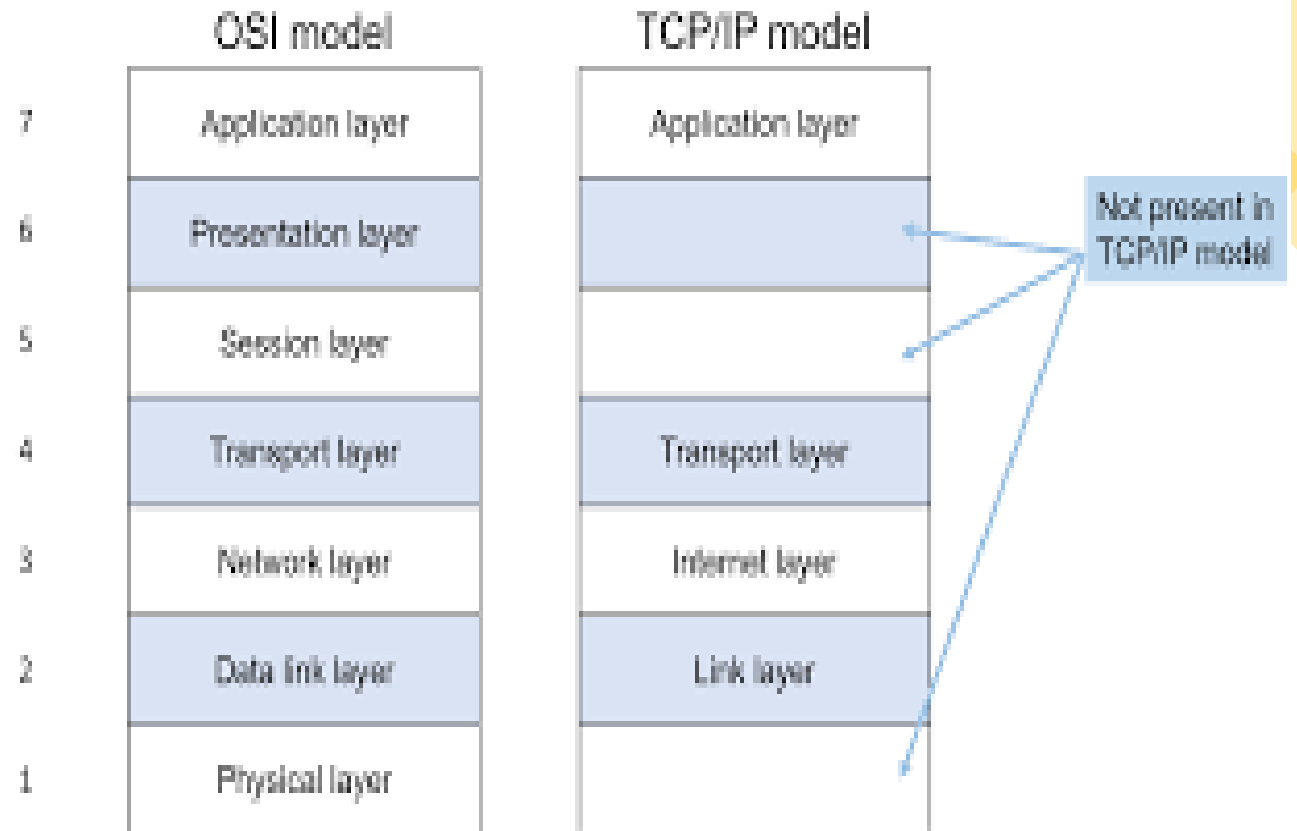 OSI model TCP/IP model
7 Application layer Application layer
6 Presentation layer
Not present in
TCP/IP model
5 Session layer
4 Transport layer Transport layer
3 Network layer Internet layer
2 Data link layer Link layer
1 Physical layer